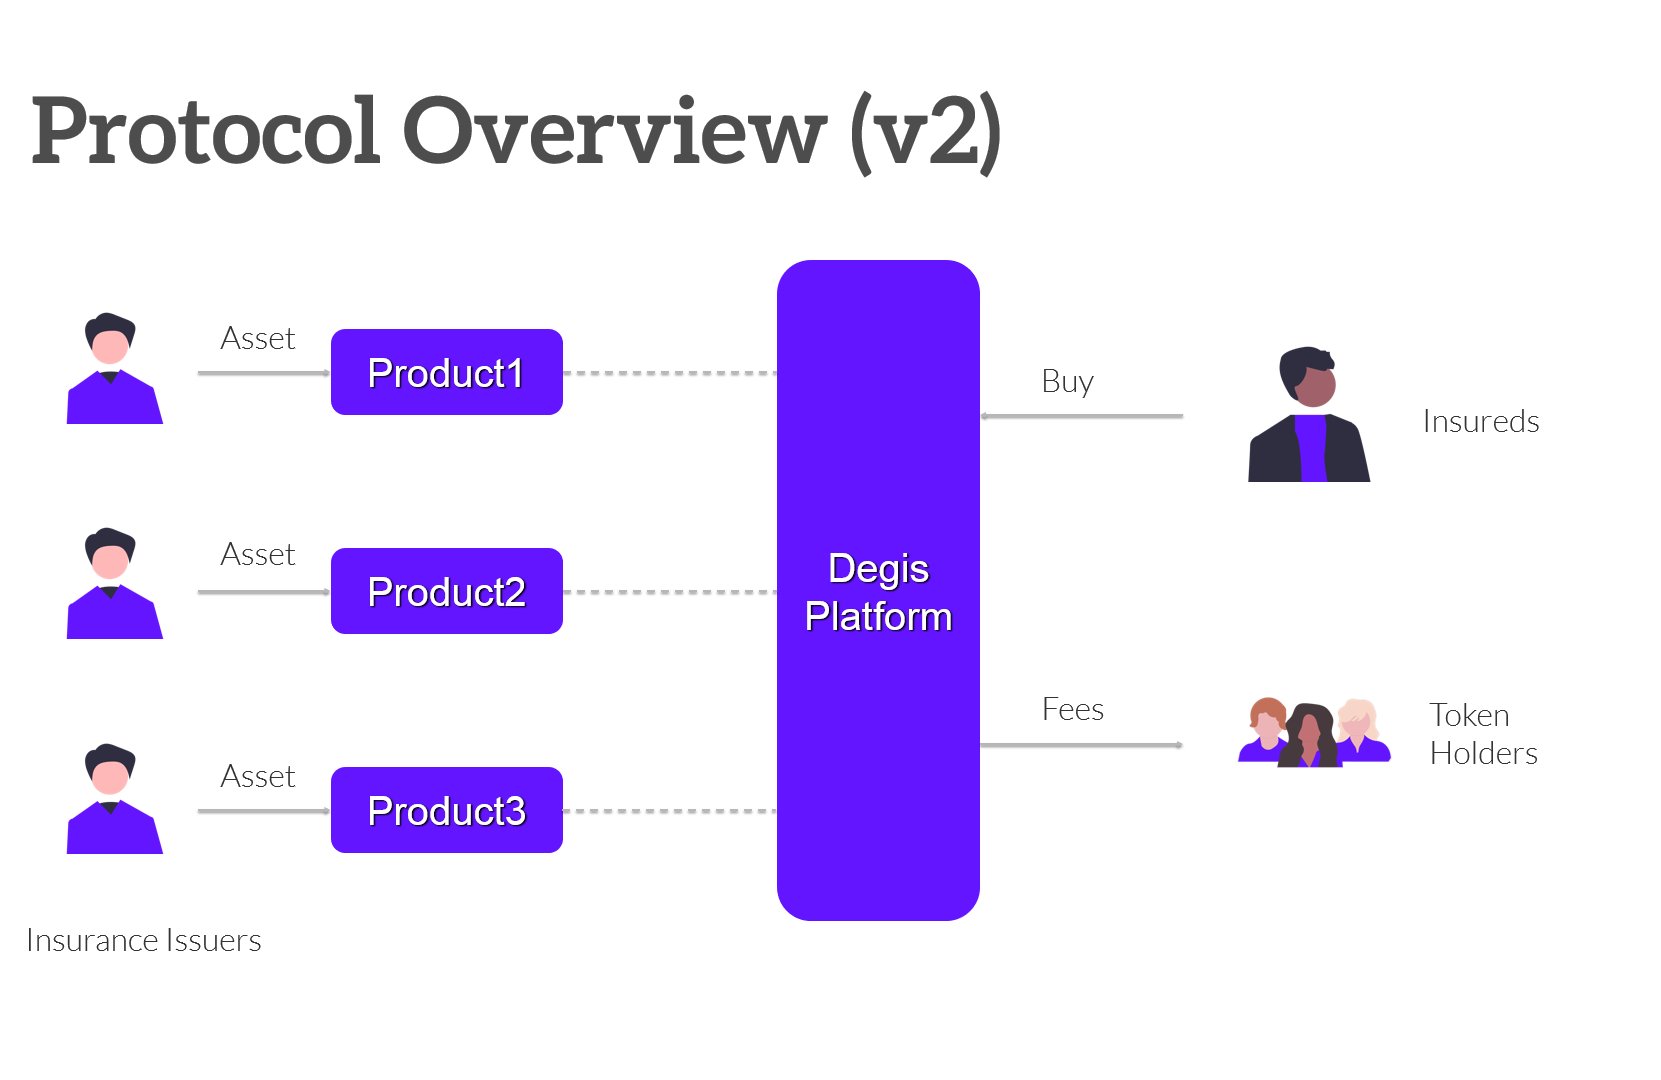 Protocol Overview (v2)
Asset
Product1
Buy
Insureds
Asset
Product2
Degis
Platform
Fees
Token
Holders
Asset
Product3
Insurance Issuers